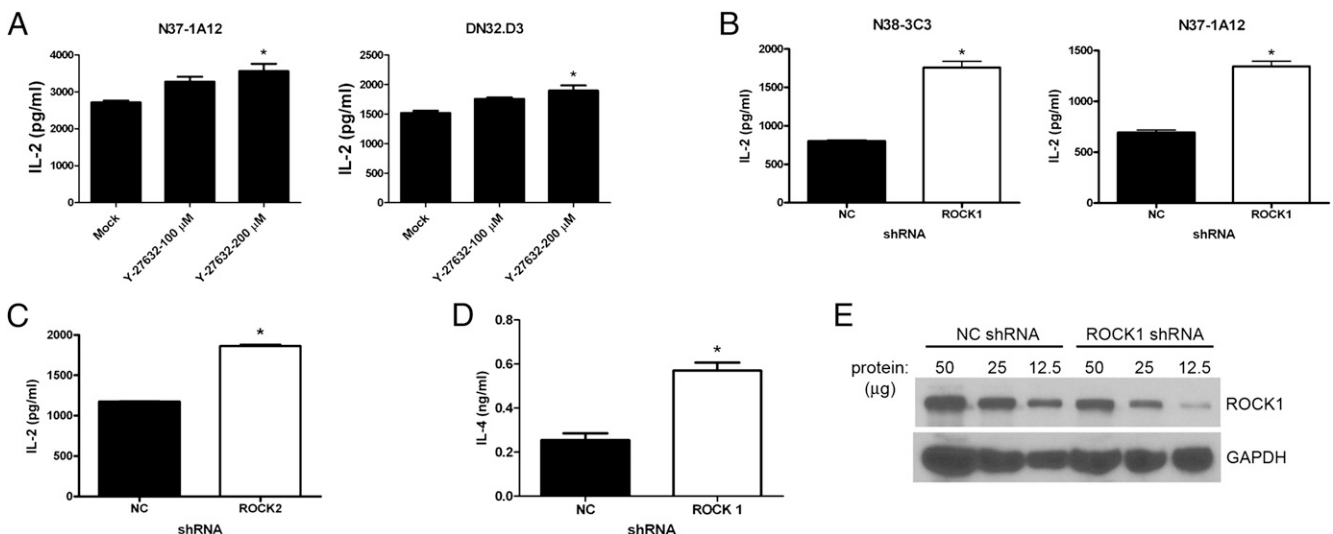 A
N37-1A12
IL-2 (pg/ml)
4000
3000
2000
1000
0
*
Mock
Y-27632-100 µM
Y-27632-200 µM
DN32.D3
IL-2 (pg/ml)
2500
2000
1500
1000
500
0
*
Mock
Y-27632-100 µM
Y-27632-200 µM
B
N38-3C3
IL-2 (pg/ml)
2000
1500
1000
500
0
*
NC
ROCK1
shRNA
N37-1A12
IL-2 (pg/ml)
1500
1000
500
0
*
NC
ROCK1
shRNA
C
IL-2 (pg/ml)
2000
1500
1000
500
0
*
NC
ROCK2
shRNA
D
IL-4 (ng/ml)
0.8
0.6
0.4
0.2
0.0
*
NC
ROCK 1
shRNA
E
NC shRNA ROCK1 shRNA
protein: 50 25 12.5 50 25 12.5
(µg)
ROCK1
GAPDH